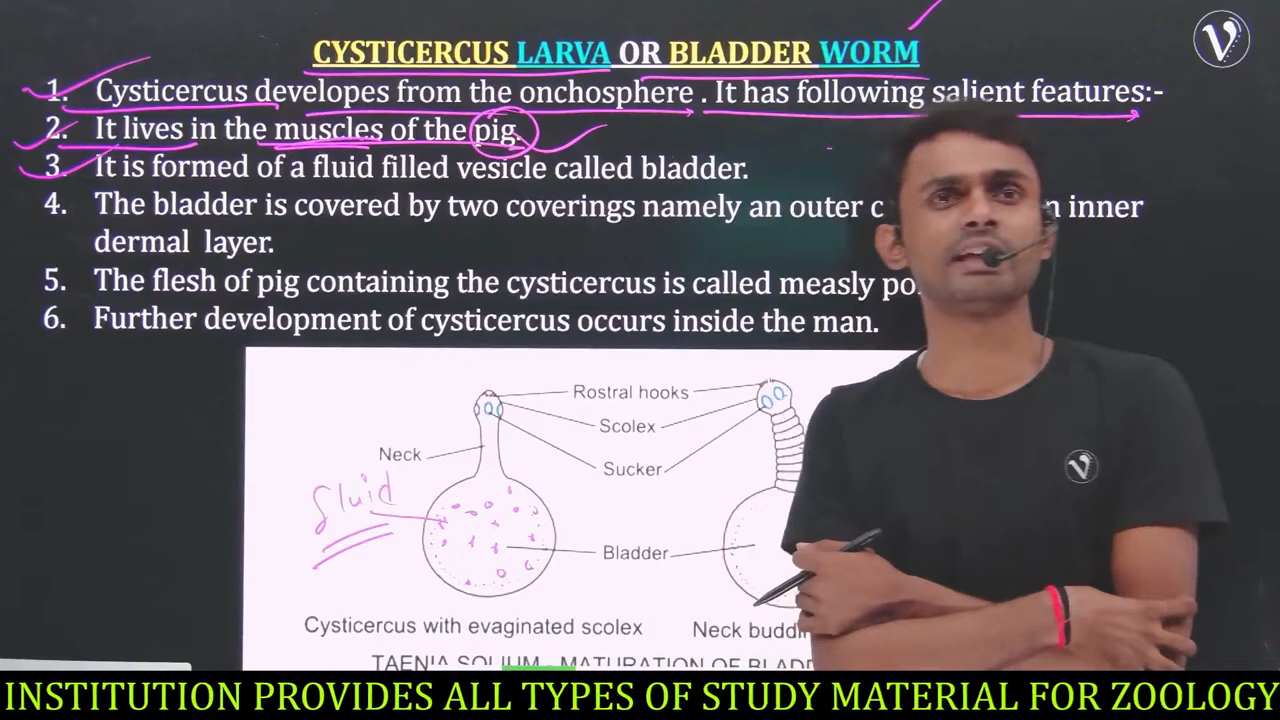 CYSTICERCUS LARVA OR BLADDER WORM
1. Cysticercus developes from the onchosphere . It has following salient features:-
2. It lives in the muscles of the pig.
3. It is formed of a fluid filled vesicle called bladder.
4. The bladder is covered by two coverings namely an outer inner
dermal layer.
5. The flesh of pig containing the cysticercus is called measly
6. Further development of cysticercus occurs inside the man.
Rostral hooks
Scolex
Neck
Sucker
fluid
Bladder
Cysticercus with evaginated scolex
Neck
TAENIA SOLIUM - MATURATION OF
INSTITUTION PROVIDES ALL TYPES OF STUDY MATERIAL FOR ZOOLOGY
V
V